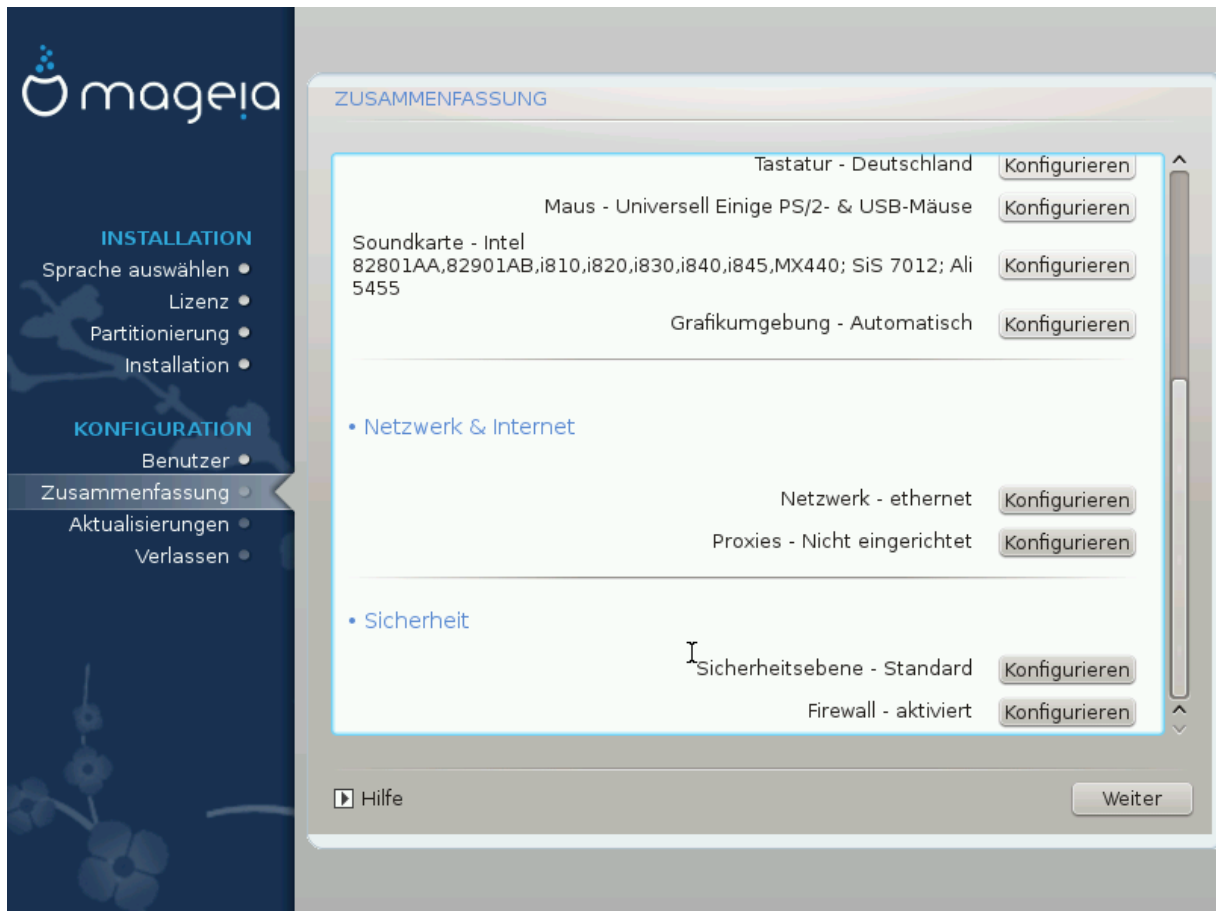 mageia
INSTALLATION
Sprache auswählen
Lizenz
Partitionierung
Installation
KONFIGURATION
Benutzer
Zusammenfassung
Aktualisierungen
Verlassen
ZUSAMMENFASSUNG
Tastatur - Deutschland Konfigurieren
Maus - Universell Einige PS/2- & USB-Mäuse Konfigurieren
Soundkarte - Intel
82801AA,82901AB,i810,i820,i830,i840,i845,MX440; SiS 7012; Ali Konfigurieren
5455
Grafikumgebung - Automatisch Konfigurieren
• Netzwerk & Internet
Netzwerk - ethernet Konfigurieren
Proxies - Nicht eingerichtet Konfigurieren
• Sicherheit
Sicherheitsebene - Standard Konfigurieren
Firewall - aktiviert Konfigurieren
Hilfe
Weiter